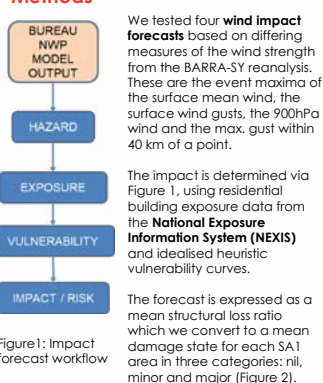 Methods
BUREAU
NWP
MODEL
OUTPUT
HAZARD
EXPOSURE
VULNERABILITY
IMPACT / RISK
Figure1: Impact
forecast workflow
We tested four wind impact
forecasts based on differing
measures of the wind strength
from the BARRA-SY reanalysis.
These are the event maxima of
the surface mean wind, the
surface wind gusts, the 900hPa
wind and the max. gust within
40 km of a point.
The impact is determined via
Figure 1, using residential
building exposure data from
the National Exposure
Information System (NEXIS)
and idealised heuristic
vulnerability curves.
The forecast is expressed as a
mean structural loss ratio
which we convert to a mean
damage state for each SA1
area in three categories: nil,
minor and major (Figure 2).